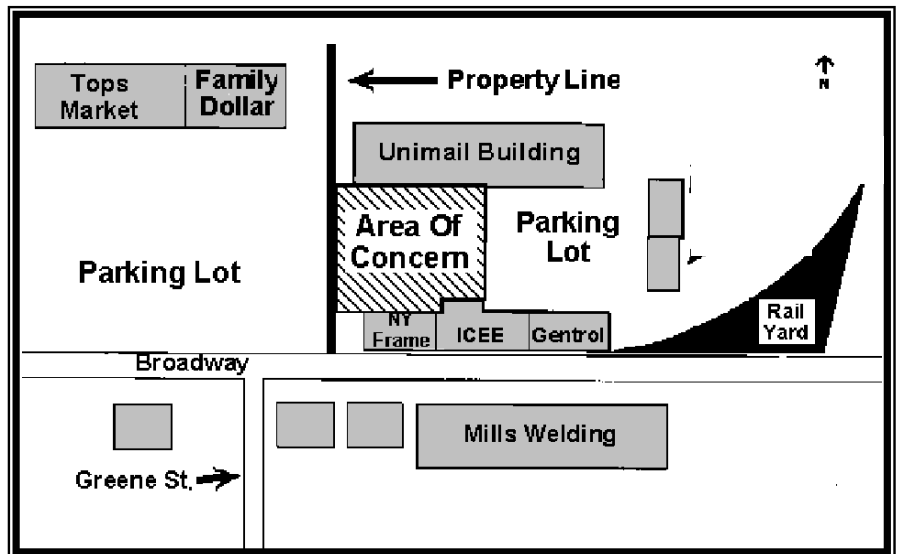 Tops
Market
Family
Dollar
Property Line
N
Unimail Building
Area Of
Concern
Parking
Lot
Parking Lot
NY
Frame
ICEE
Gentrol
Rail
Yard
Broadway
Mills Welding
Greene St.